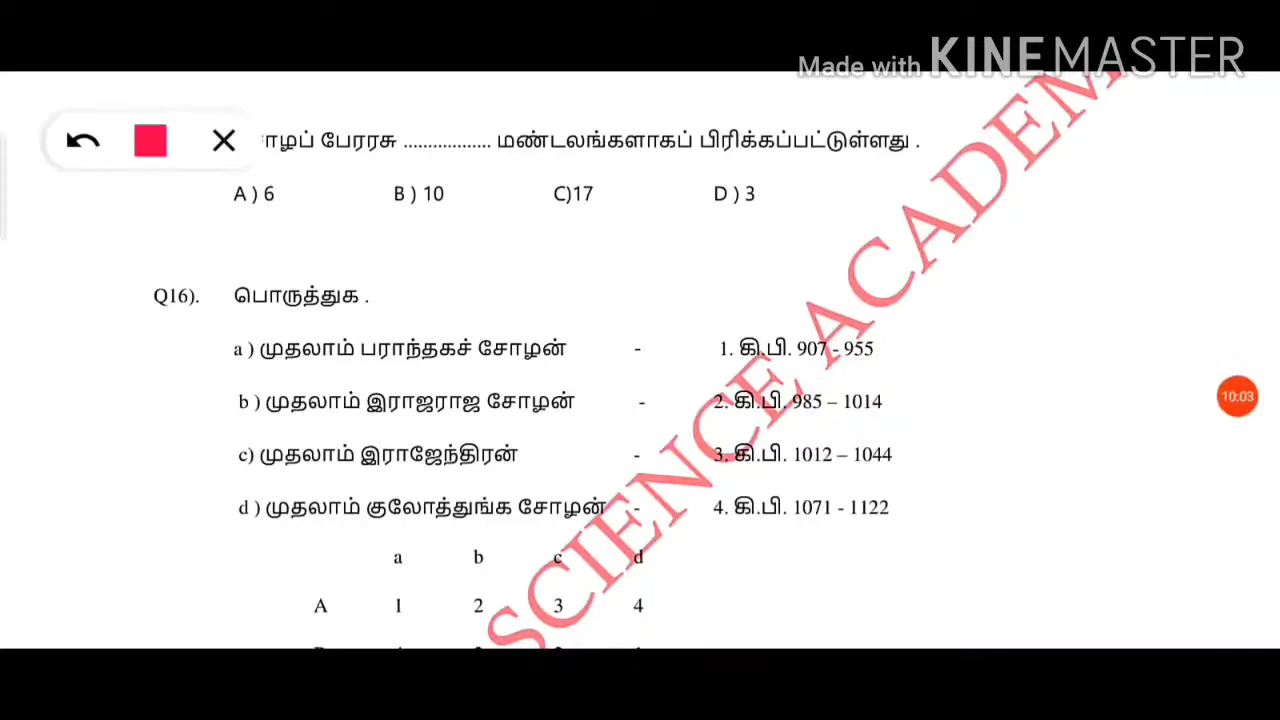 Made with KINEMASTER
ாழப் பேரரசு .................. மண்டலங்களாகப் பிரிக்கப்பட்டுள்ளது .
A ) 6 B ) 10 C)17 D ) 3
Q16). பொருத்துக .
a ) முதலாம் பராந்தகச் சோழன் - 1. கி.பி. 907 - 955
b ) முதலாம் இராஜராஜ சோழன் - 2. கி.பி. 985 – 1014
c) முதலாம் இராஜேந்திரன் - 3. கி.பி. 1012 – 1044
10:03
d ) முதலாம் குலோத்துங்க சோழன் - 4. கி.பி. 1071 - 1122
a b c d
A 1 2 3 4
SCIENCE ACADEM